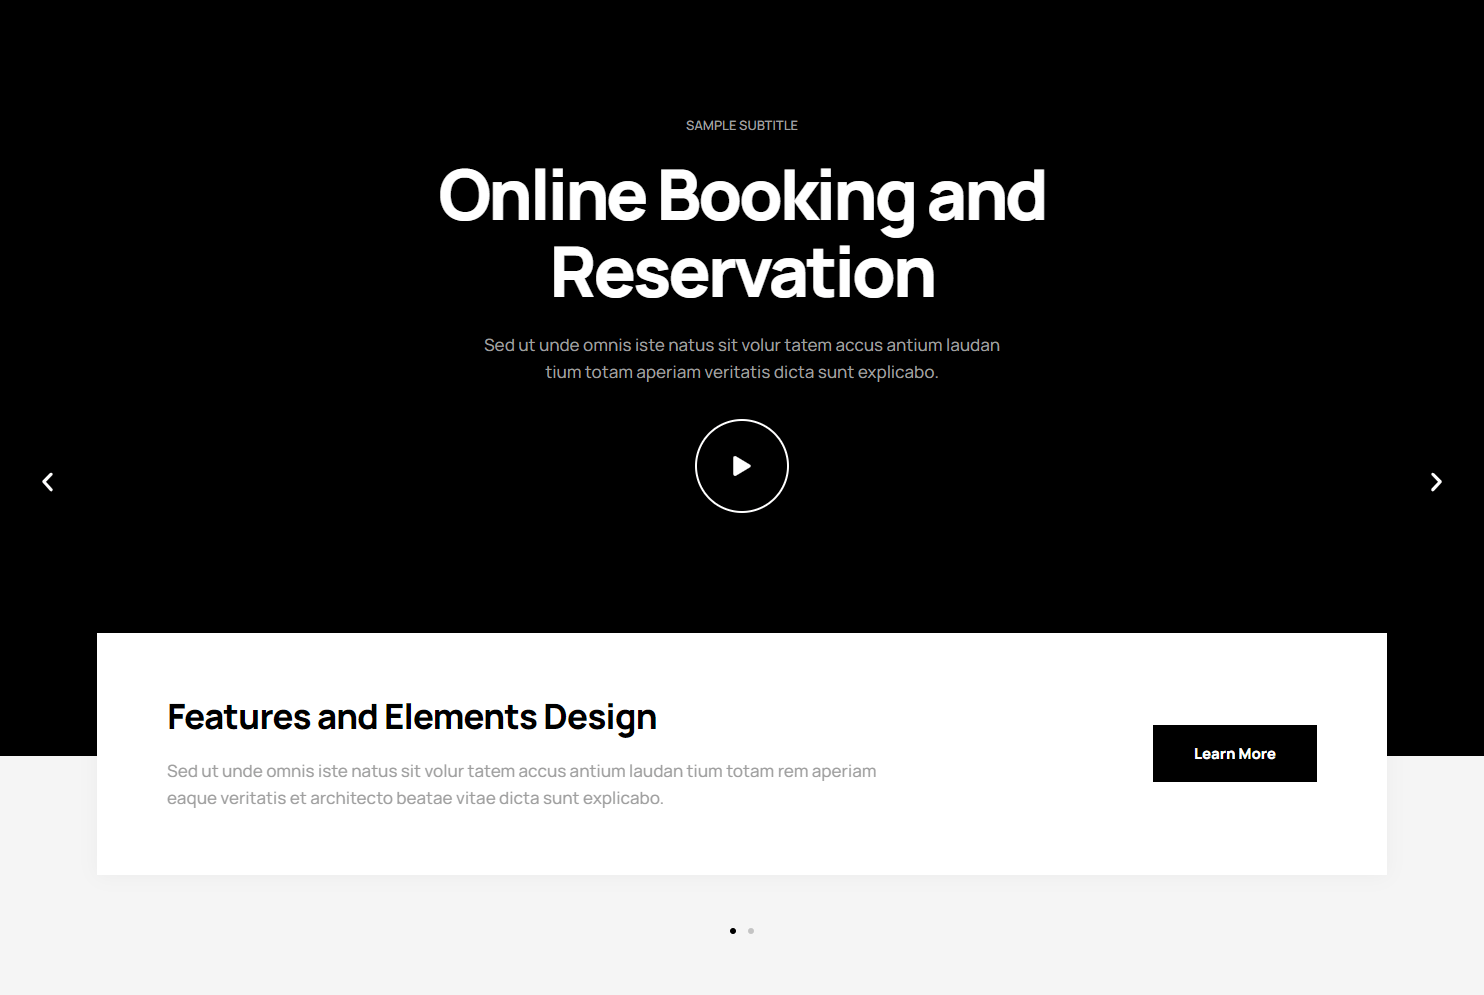 SAMPLE SUBTITLE
Online Booking and
Reservation
Sed ut unde omnis iste natus sit volur tatem accus antium laudan
tium totam aperiam veritatis dicta sunt explicabo.
Features and Elements Design
Sed ut unde omnis iste natus sit volur tatem accus antium laudan tium totam rem aperiam
eaque veritatis et architecto beatae vitae dicta sunt explicabo.
Learn More